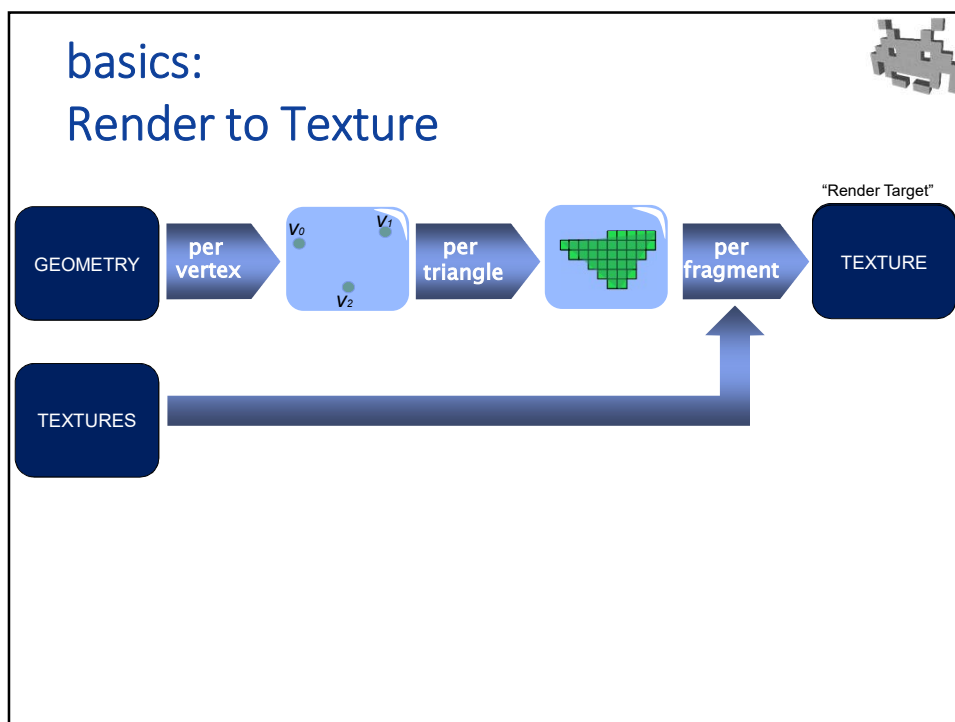 basics:
Render to Texture
“Render Target”
GEOMETRY
per
vertex
V0
V1
V2
per
triangle
per
fragment
TEXTURE
TEXTURES